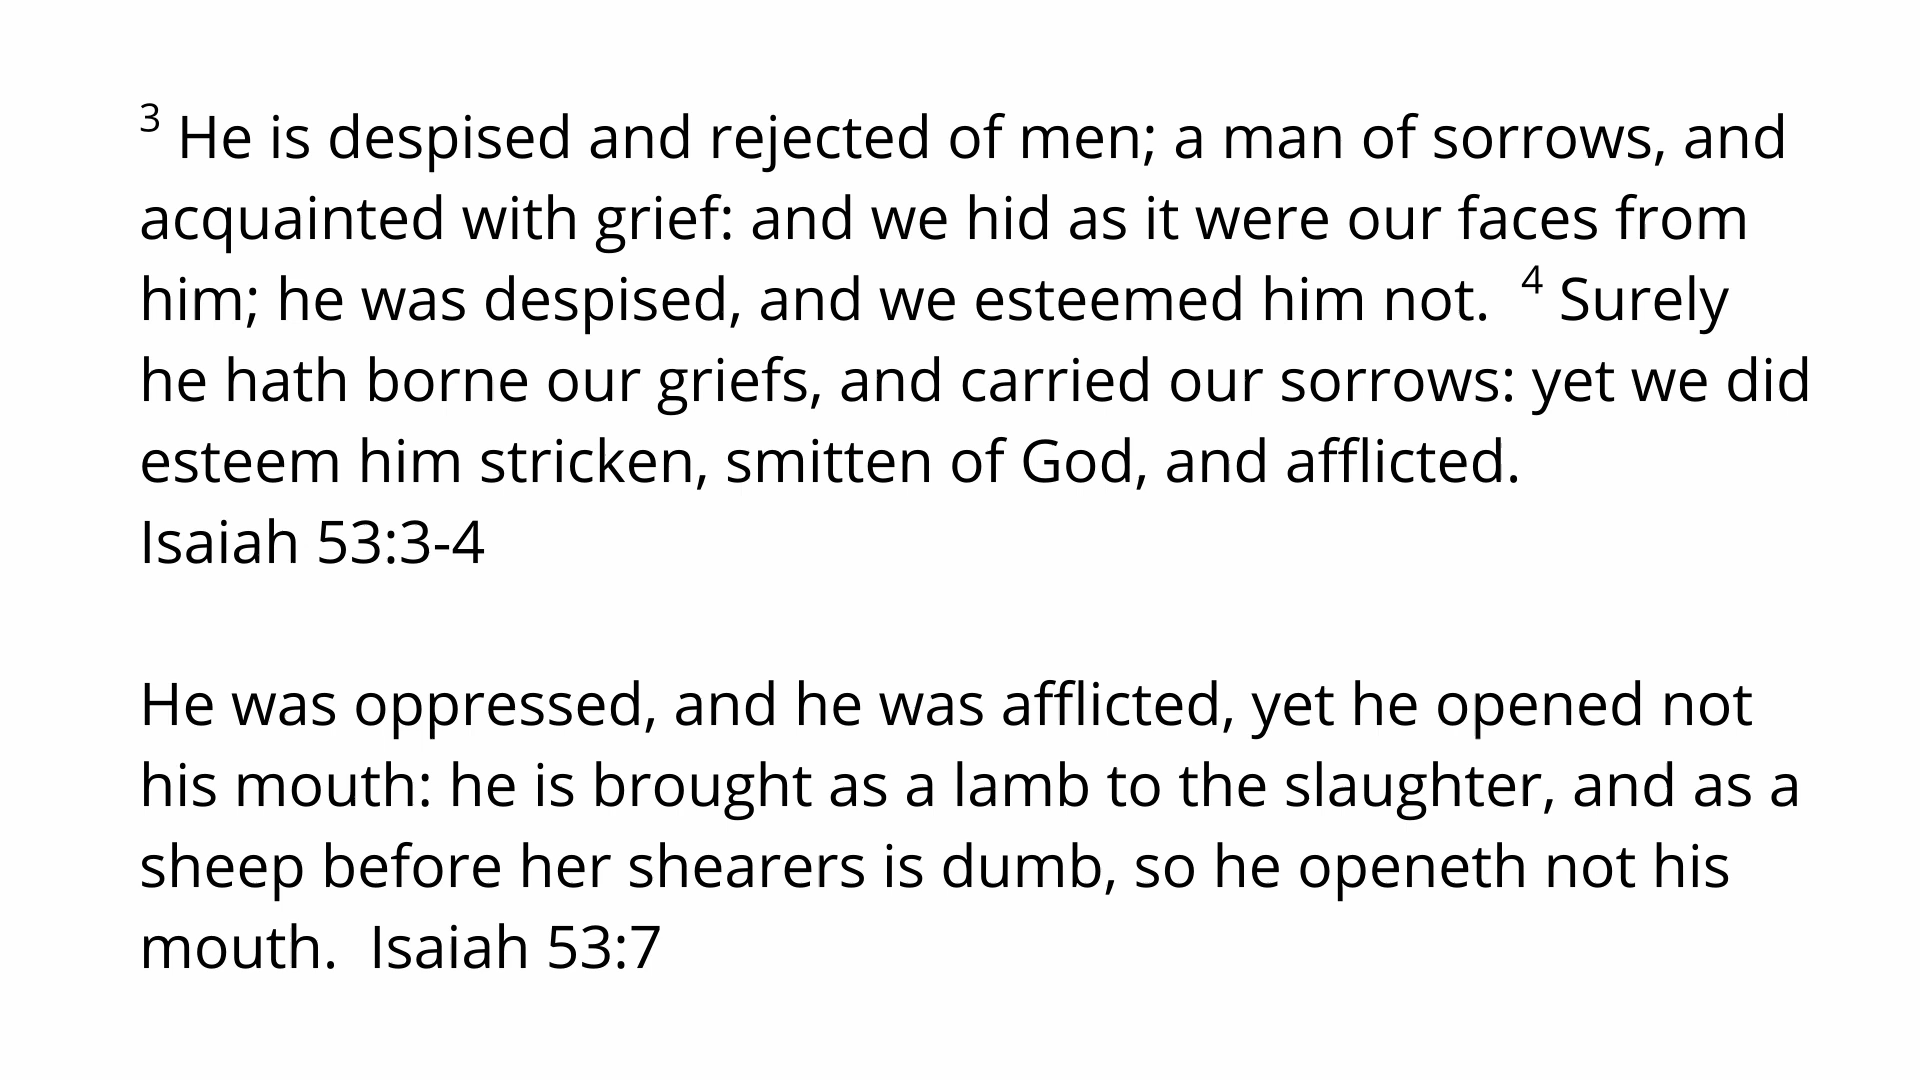 3 He is despised and rejected of men; a man of sorrows, and
acquainted with grief: and we hid as it were our faces from
him; he was despised, and we esteemed him not.  4 Surely
he hath borne our griefs, and carried our sorrows: yet we did
esteem him stricken, smitten of God, and afflicted.
Isaiah 53:3-4
He was oppressed, and he was afflicted, yet he opened not
his mouth: he is brought as a lamb to the slaughter, and as a
sheep before her shearers is dumb, so he openeth not his
mouth.  Isaiah 53:7